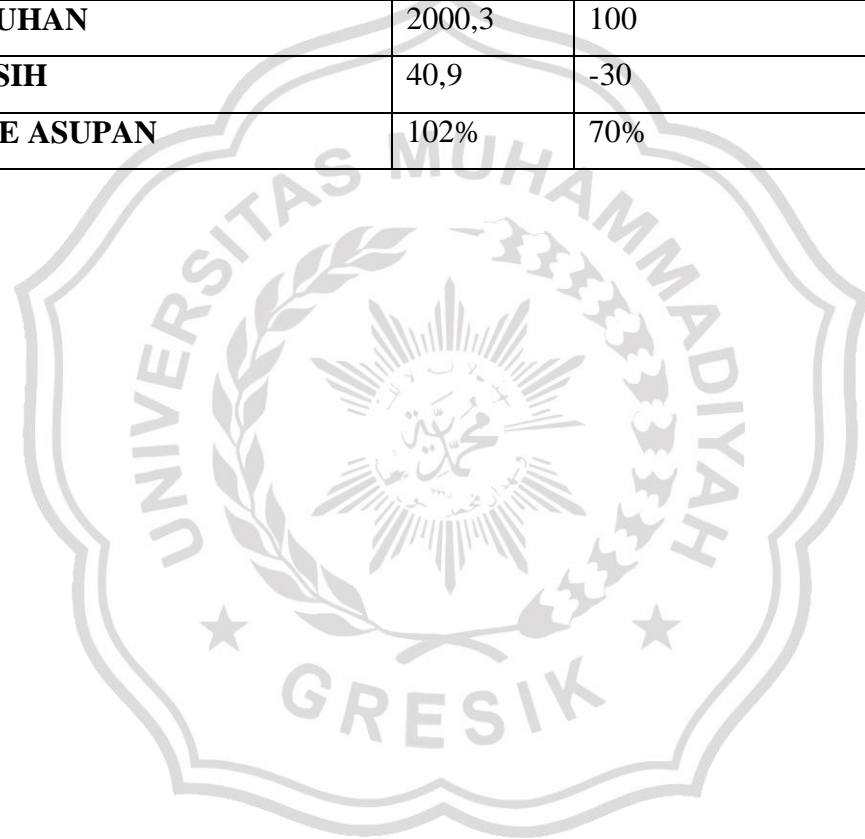 UHAN 2000,3 100
SIH 40,9 -30
E ASUPAN 102% 70%
UNIVERSITAS MUHAMMADIYAH
GRESIK